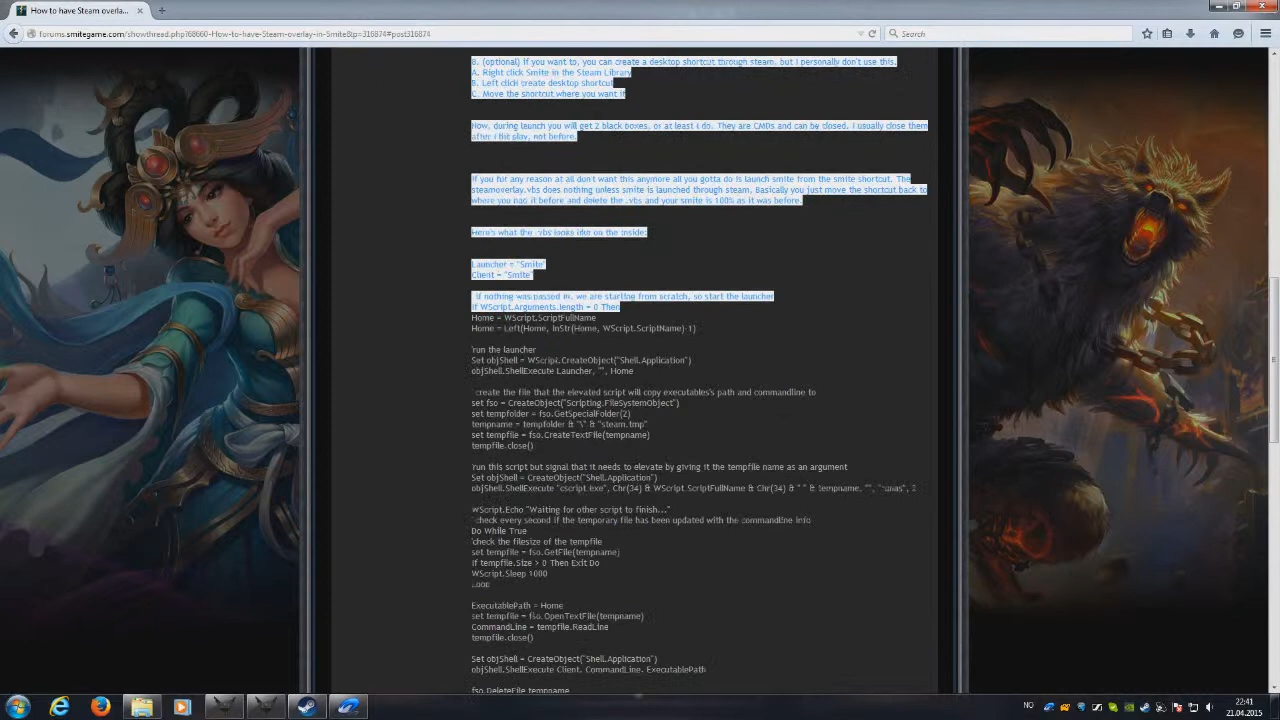 How to have Steam overla...
forums.smitegame.com/showthread.php?68660-How-to-have-Steam-overlay-in-Smite&p=316874#post316874
Search
B. (optional) If you want to, you can create a desktop shortcut through steam, but I personally don't use this.
A. Right click Smite in the Steam Library
B. Left click create desktop shortcut
C. Move the shortcut where you want it
Now, during launch you will get 2 black boxes, or at least I do. They are CMDs and can be closed. I usually close them
after I hit play, not before.
If you for any reason at all don't want this anymore all you gotta do is launch smite from the smite shortcut. The
steamoverlay.vbs does nothing unless smite is launched through steam, Basically you just move the shortcut back to
where you had it before and delete the .vbs and your smite is 100% as it was before.
Here's what the .vbs looks like on the inside:
Launcher = "Smite"
Client = "Smite"
' if nothing was passed in, we are starting from scratch, so start the launcher
If WScript.Arguments.length = 0 Then
Home = WScript.ScriptFullName
Home = Left(Home, InStr(Home, WScript.ScriptName)-1)
'run the launcher
Set objShell = WScript.CreateObject("Shell.Application")
objShell.ShellExecute Launcher, "", Home
' create the file that the elevated script will copy executables's path and commandline to
set fso = CreateObject("Scripting.FileSystemObject")
set tempfolder = fso.GetSpecialFolder(2)
tempname = tempfolder & "\" & "steam.tmp"
set tempfile = fso.CreateTextFile(tempname)
tempfile.close()
'run this script but signal that it needs to elevate by giving it the tempfile name as an argument
Set objShell = CreateObject("Shell.Application")
objShell.ShellExecute "cscript.exe", Chr(34) & WScript.ScriptFullName & Chr(34) & " " & tempname, "", "runas", 2
WScript.Echo "Waiting for other script to finish..."
' check every second if the temporary file has been updated with the commandline info
Do While True
'check the filesize of the tempfile
set tempfile = fso.GetFile(tempname)
If tempfile.Size > 0 Then Exit Do
WScript.Sleep 1000
Loop
ExecutablePath = Home
set tempfile = fso.OpenTextFile(tempname)
CommandLine = tempfile.ReadLine
tempfile.close()
Set objShell = CreateObject("Shell.Application")
objShell.ShellExecute Client, CommandLine, ExecutablePath
fso.DeleteFile tempname
NO
22:41
21.04.2015